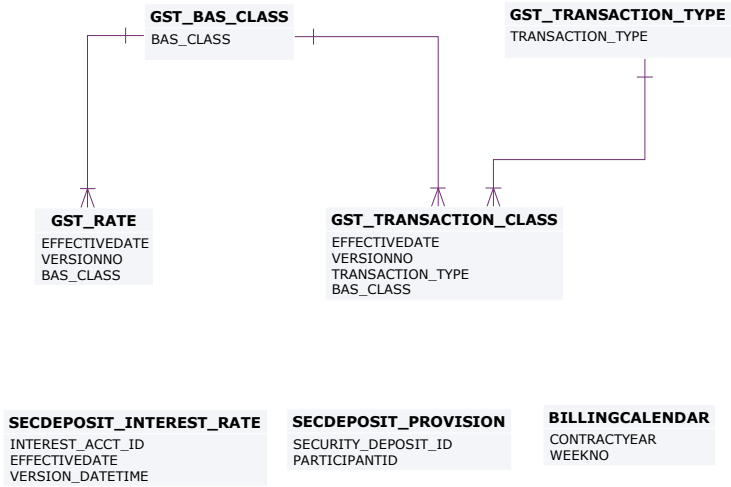 GST_BAS_CLASS
BAS_CLASS
GST_TRANSACTION_TYPE
TRANSACTION_TYPE
GST_RATE
EFFECTIVEDATE
VERSIONNO
BAS_CLASS
GST_TRANSACTION_CLASS
EFFECTIVEDATE
VERSIONNO
TRANSACTION_TYPE
BAS_CLASS
SECDEPOSIT_INTEREST_RATE
INTEREST_ACCT_ID
EFFECTIVEDATE
VERSION_DATETIME
SECDEPOSIT_PROVISION
SECURITY_DEPOSIT_ID
PARTICIPANTID
BILLINGCALENDAR
CONTRACTYEAR
WEEKNO